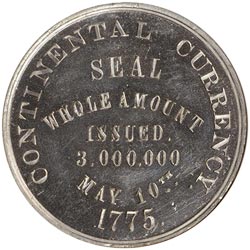 CONTINENTAL CURRENCY
SEAL
WHOLE AMOUNT
ISSUED.
3.000.000
MAY 10TH
1775.